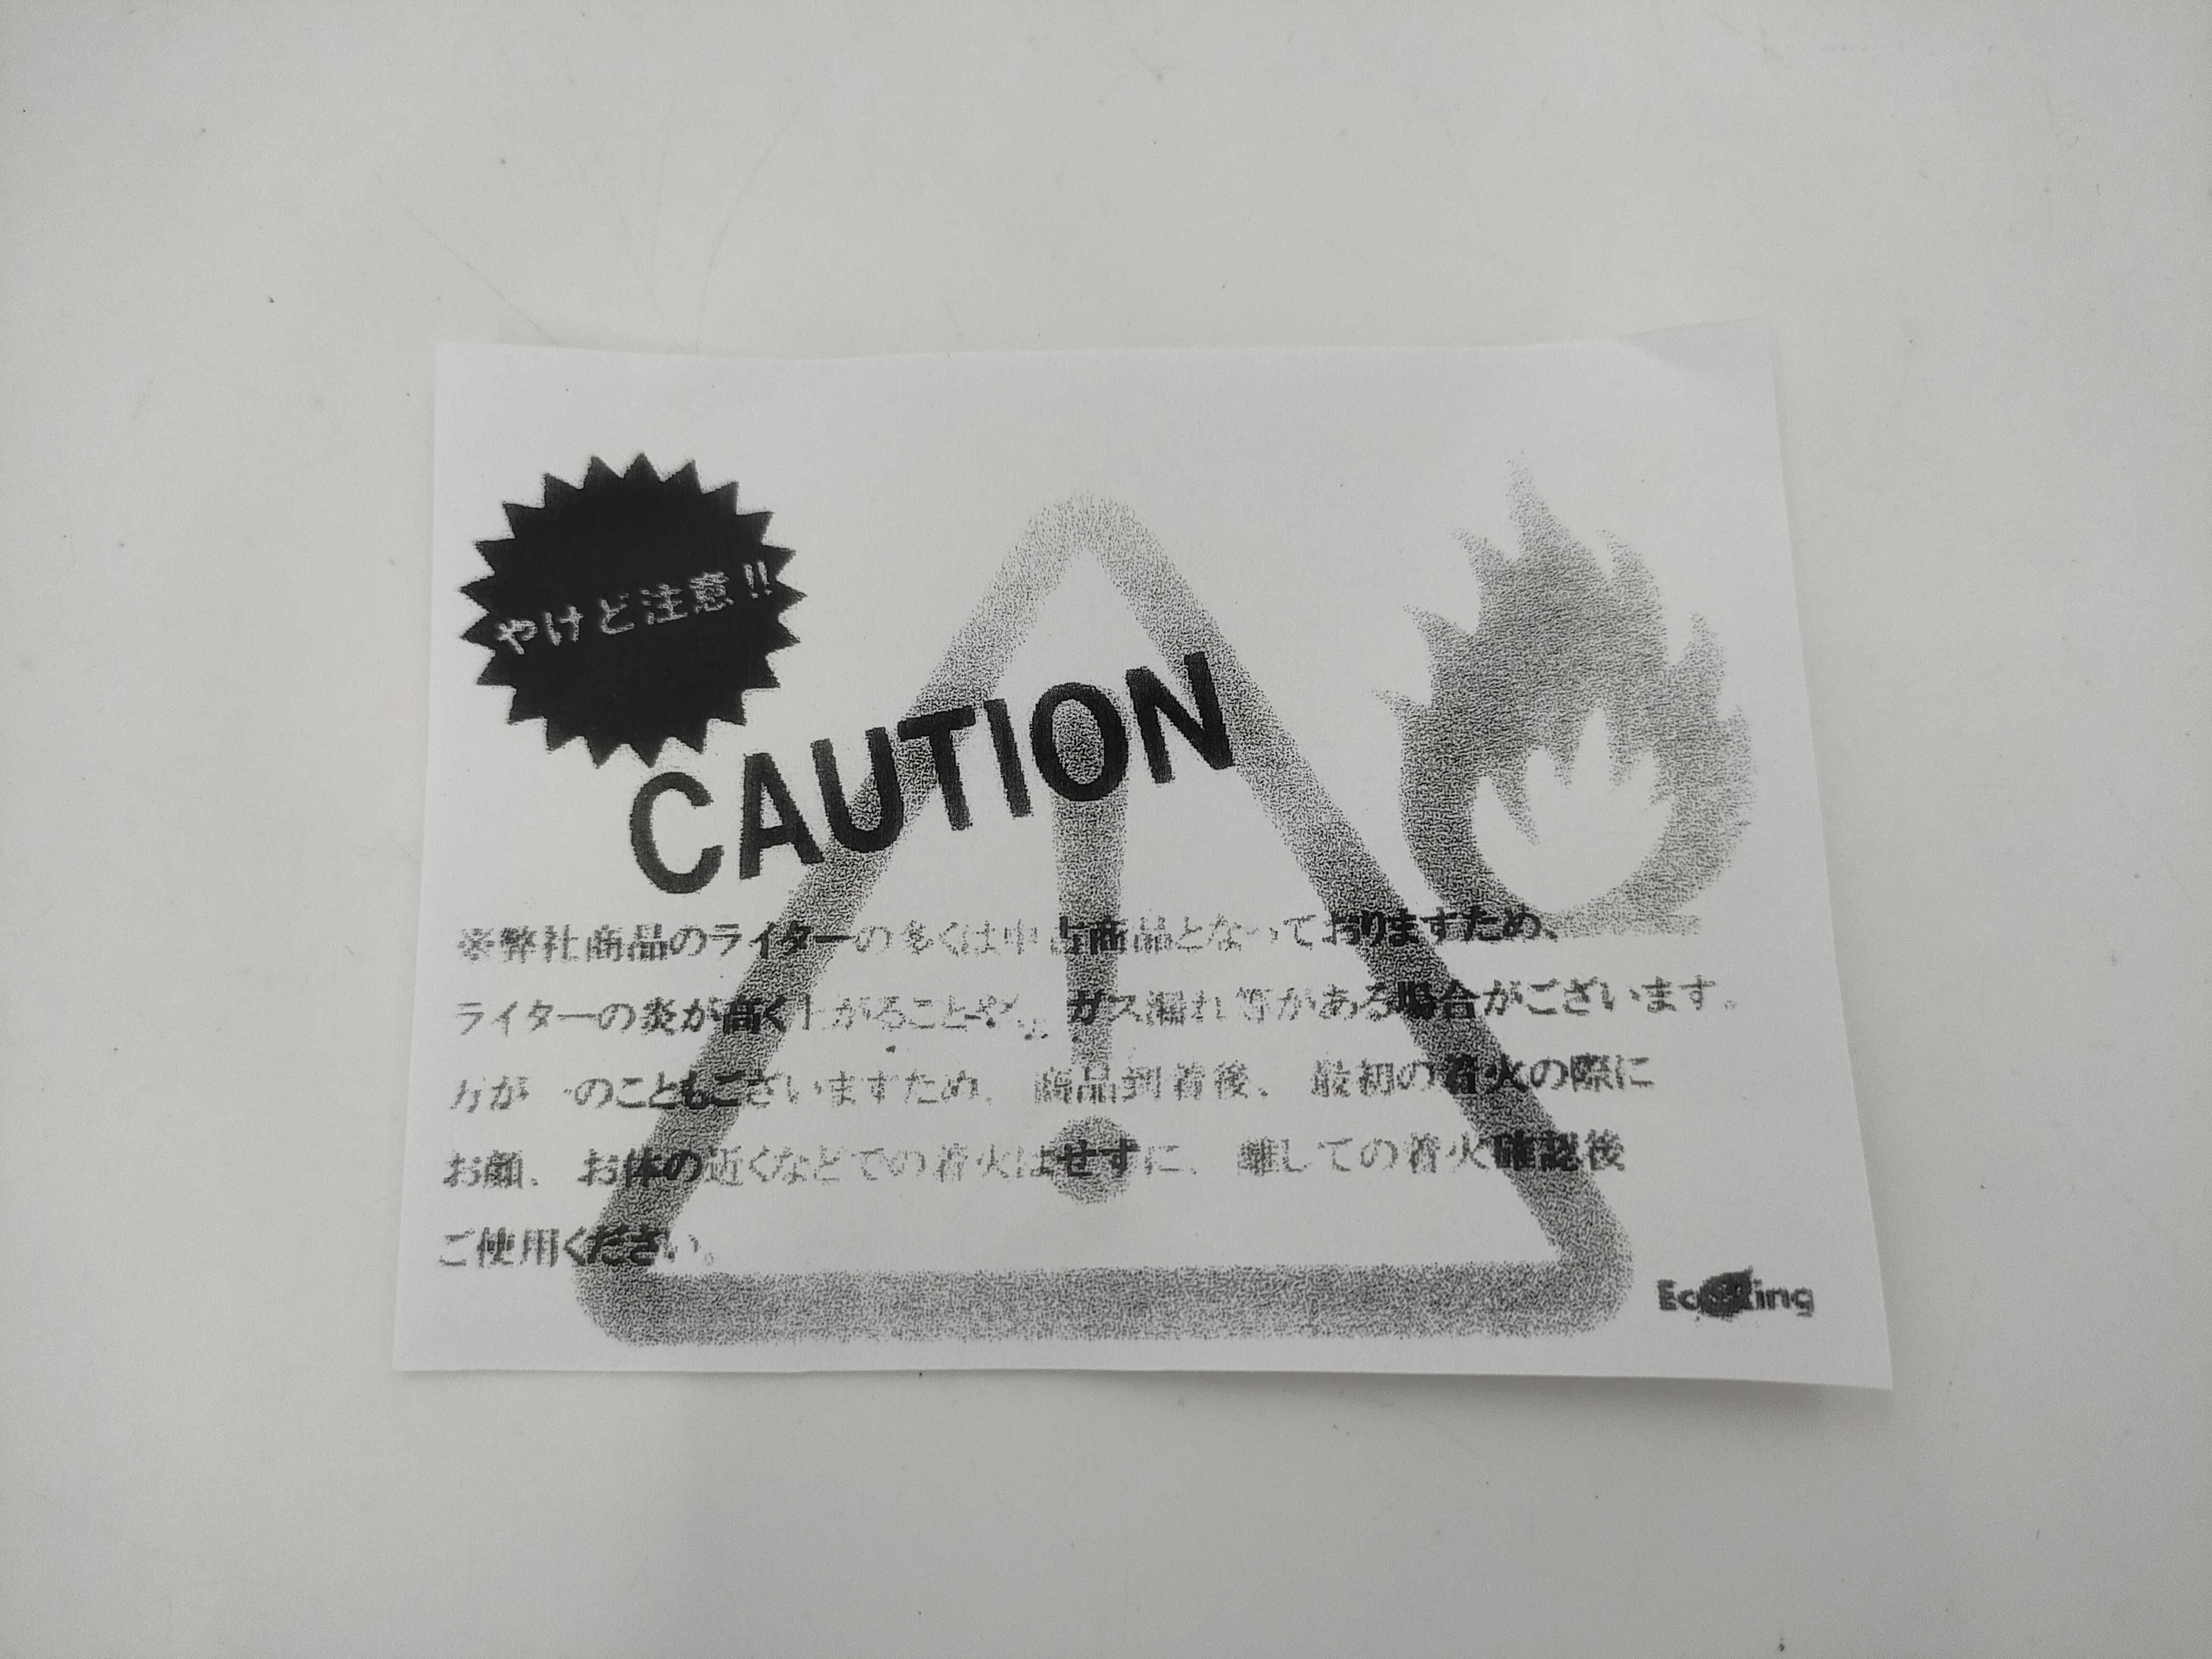 やけど注意!!
CAUTION
※弊社商品のライターの多くは中古商品となっておりますため、
ライターの炎が高く上がることや、ガス漏れ等がある場合がございます。
万が一のこともございますため、商品到着後、最初の着火の際に
お顔、お体の近くなどでの着火はせずに、離しての着火確認後
ご使用ください。
EcoRing